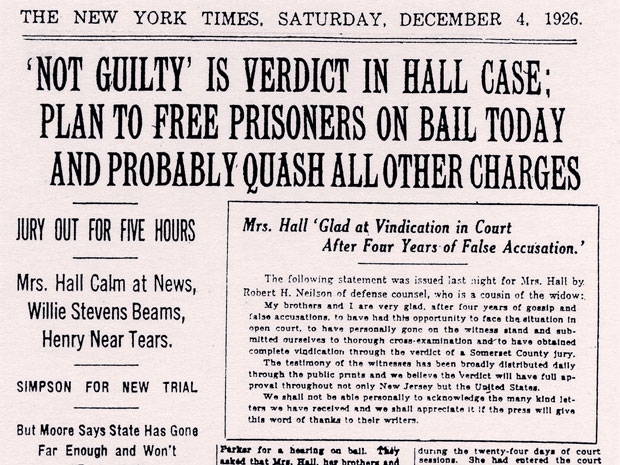 THE NEW YORK TIMES, SATURDAY, DECEMBER 4, 1926.
'NOT GUILTY' IS VERDICT IN HALL CASE;
PLAN TO FREE PRISONERS ON BAIL TODAY
AND PROBABLY QUASH ALL OTHER CHARGES
JURY OUT FOR FIVE HOURS
Mrs. Hall Calm at News,
Willie Stevens Beams,
Henry Near Tears.
SIMPSON FOR NEW TRIAL
But Moore Says State Has Gone
Far Enough and Won't
Mrs. Hall 'Glad at Vindication in Court
After Four Years of False Accusation.'
The following statement was issued last night for Mrs. Hall by
Robert H. Neilson of defense counsel, who is a cousin of the widow:
My brothers and I are very glad, after four years of gossip and
false accusations, to have had this opportunity to face the situation in
open court, to have personally gone on the witness stand and sub-
mitted ourselves to thorough cross-examination and to have obtained
complete vindication through the verdict of a Somerset County jury.
The testimony of the witnesses has been broadly distributed daily
through the public prints and we believe the verdict will have full ap-
proval throughout not only New Jersey but the United States.
We shall not be able personally to acknowledge the many kind let-
ters we have received and we shall appreciate it if the press will give
this word of thanks to their writers.
Parker for a hearing on bail. They
asked that Mrs. Hall, her brothers and
during the twenty-four days of court
sessions. She had entered the court